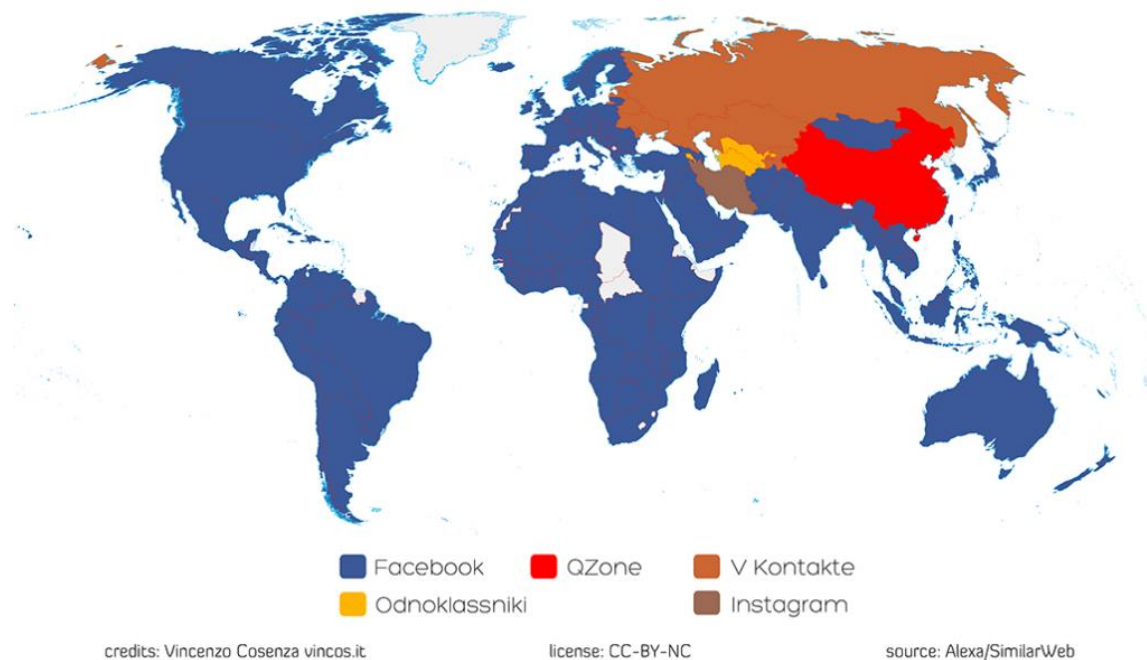 Facebook QZone V Kontakte
Odnoklassniki Instagram
credits: Vincenzo Cosenza vincos.it license: CC-BY-NC source: Alexa/SimilarWeb